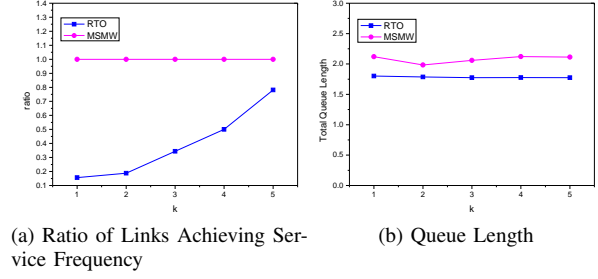 1.4
1.3
1.2
1.1
1.0
0.9
0.8
0.7
0.6
0.5
0.4
0.3
0.2
0.1
ratio
RTO
MSMW
1 2 3 4 5
k
(a) Ratio of Links Achieving Ser-
vice Frequency
3.0
2.5
2.0
1.5
1.0
0.5
0.0
Total Queue Length
RTO
MSMW
1 2 3 4 5
k
(b) Queue Length